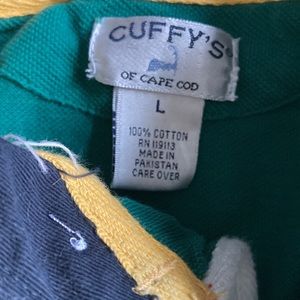 CUFFY'S®
OF CAPE COD
L
100% COTTON
RN 119113
MADE IN
PAKISTAN
CARE OVER